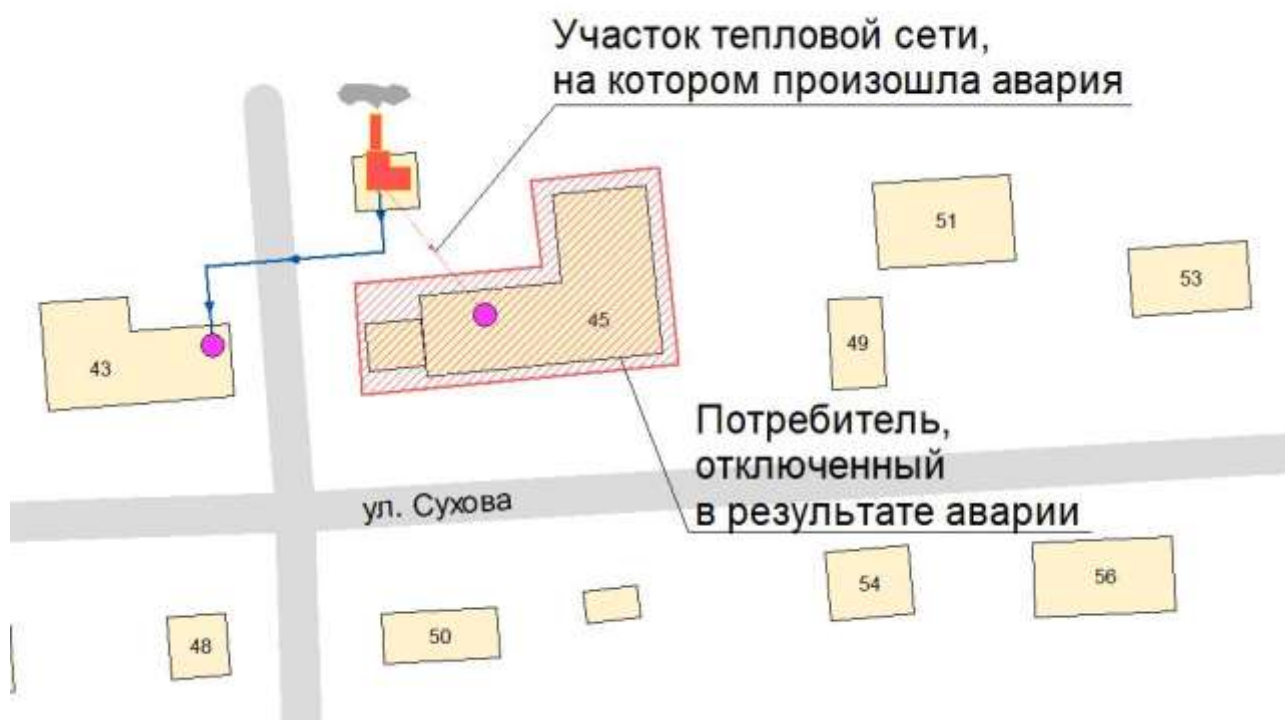 Участок тепловой сети,
на котором произошла авария
51
53
49
45
43
Потребитель,
отключенный
в результате аварии
ул. Сухова
54
56
50
48